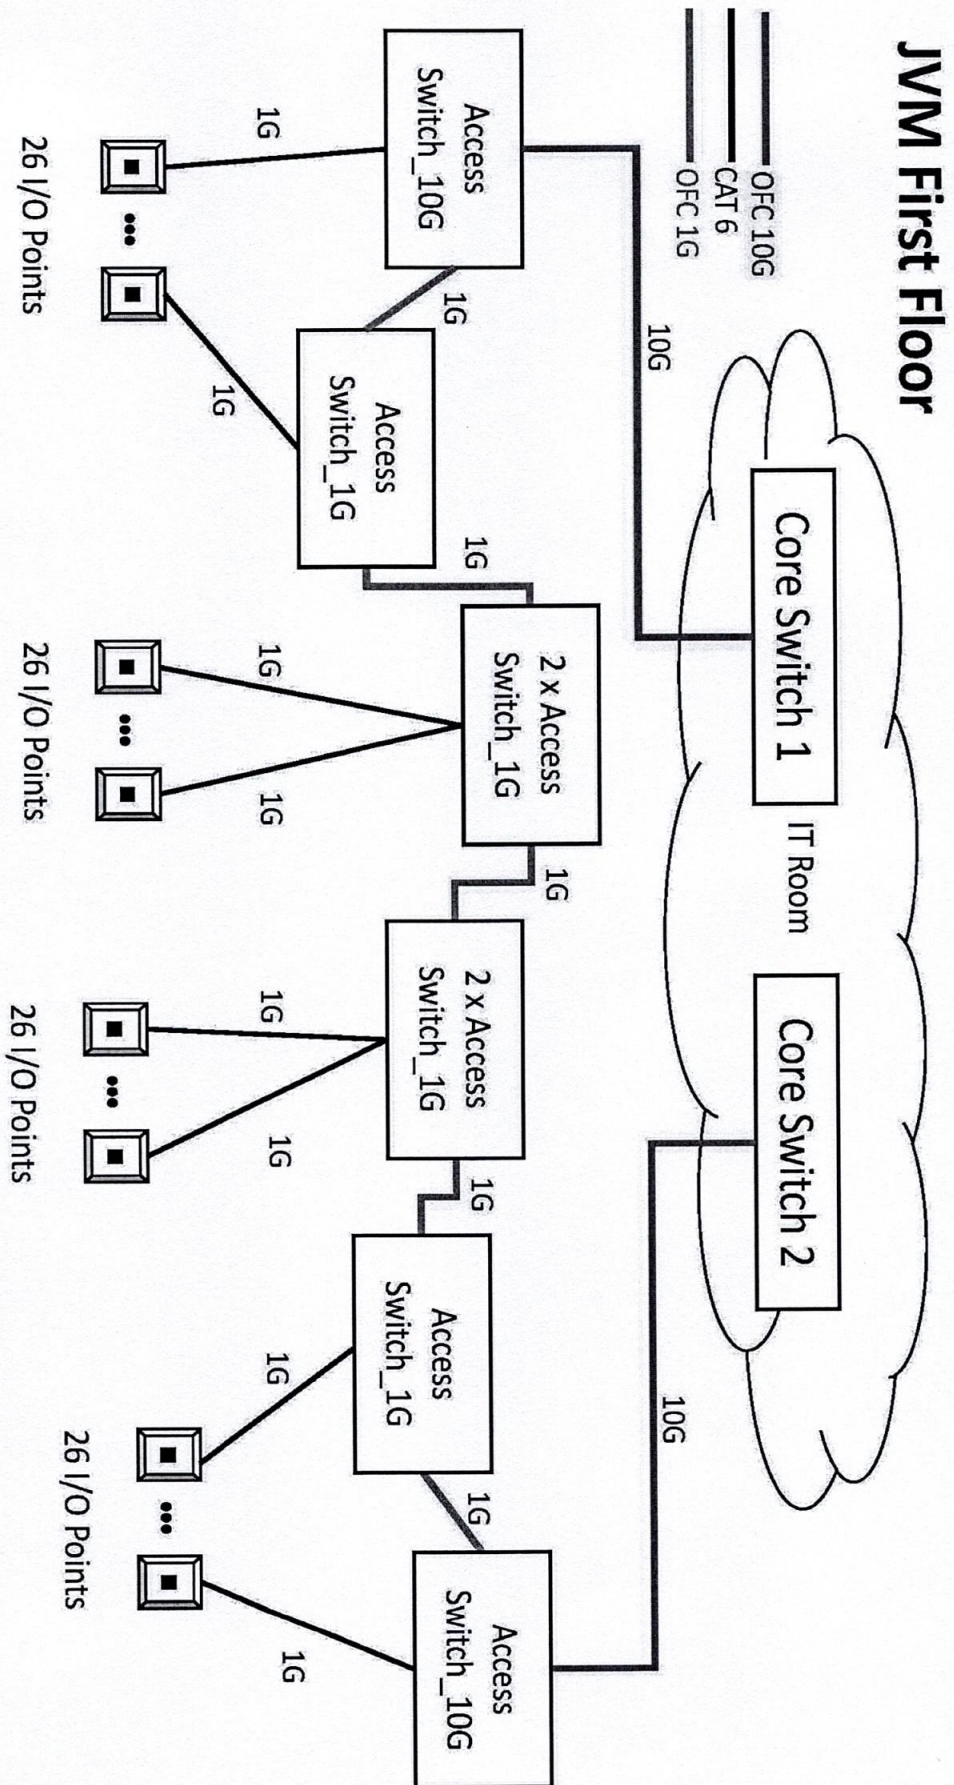 JVM First Floor
OFC 10G
CAT 6
OFC 1G
Core Switch 1
IT Room
Core Switch 2
10G
10G
Access
Switch_10G
1G
Access
Switch_1G
1G
2 x Access
Switch_1G
1G
2 x Access
Switch_1G
1G
Access
Switch_1G
1G
Access
Switch_10G
1G
1G
1G
1G
1G
1G
1G
1G
26 I/O Points
26 I/O Points
26 I/O Points
26 I/O Points